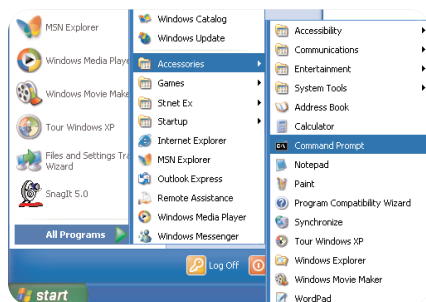 MSN Explorer
Windows Media Playe
Windows Movie Make
Tour Windows XP
Files and Settings Tra
Wizard
SnagIt 5.0
All Programs
Windows Catalog
Windows Update
Accessories
Games
Stnet Ex
Startup
Internet Explorer
MSN Explorer
Outlook Express
Remote Assistance
Windows Media Player
Windows Messenger
Accessibility
Communications
Entertainment
System Tools
Address Book
Calculator
Command Prompt
Notepad
Paint
Program Compatibility Wizard
Synchronize
Tour Windows XP
Windows Explorer
Windows Movie Maker
WordPad
Log Off
start